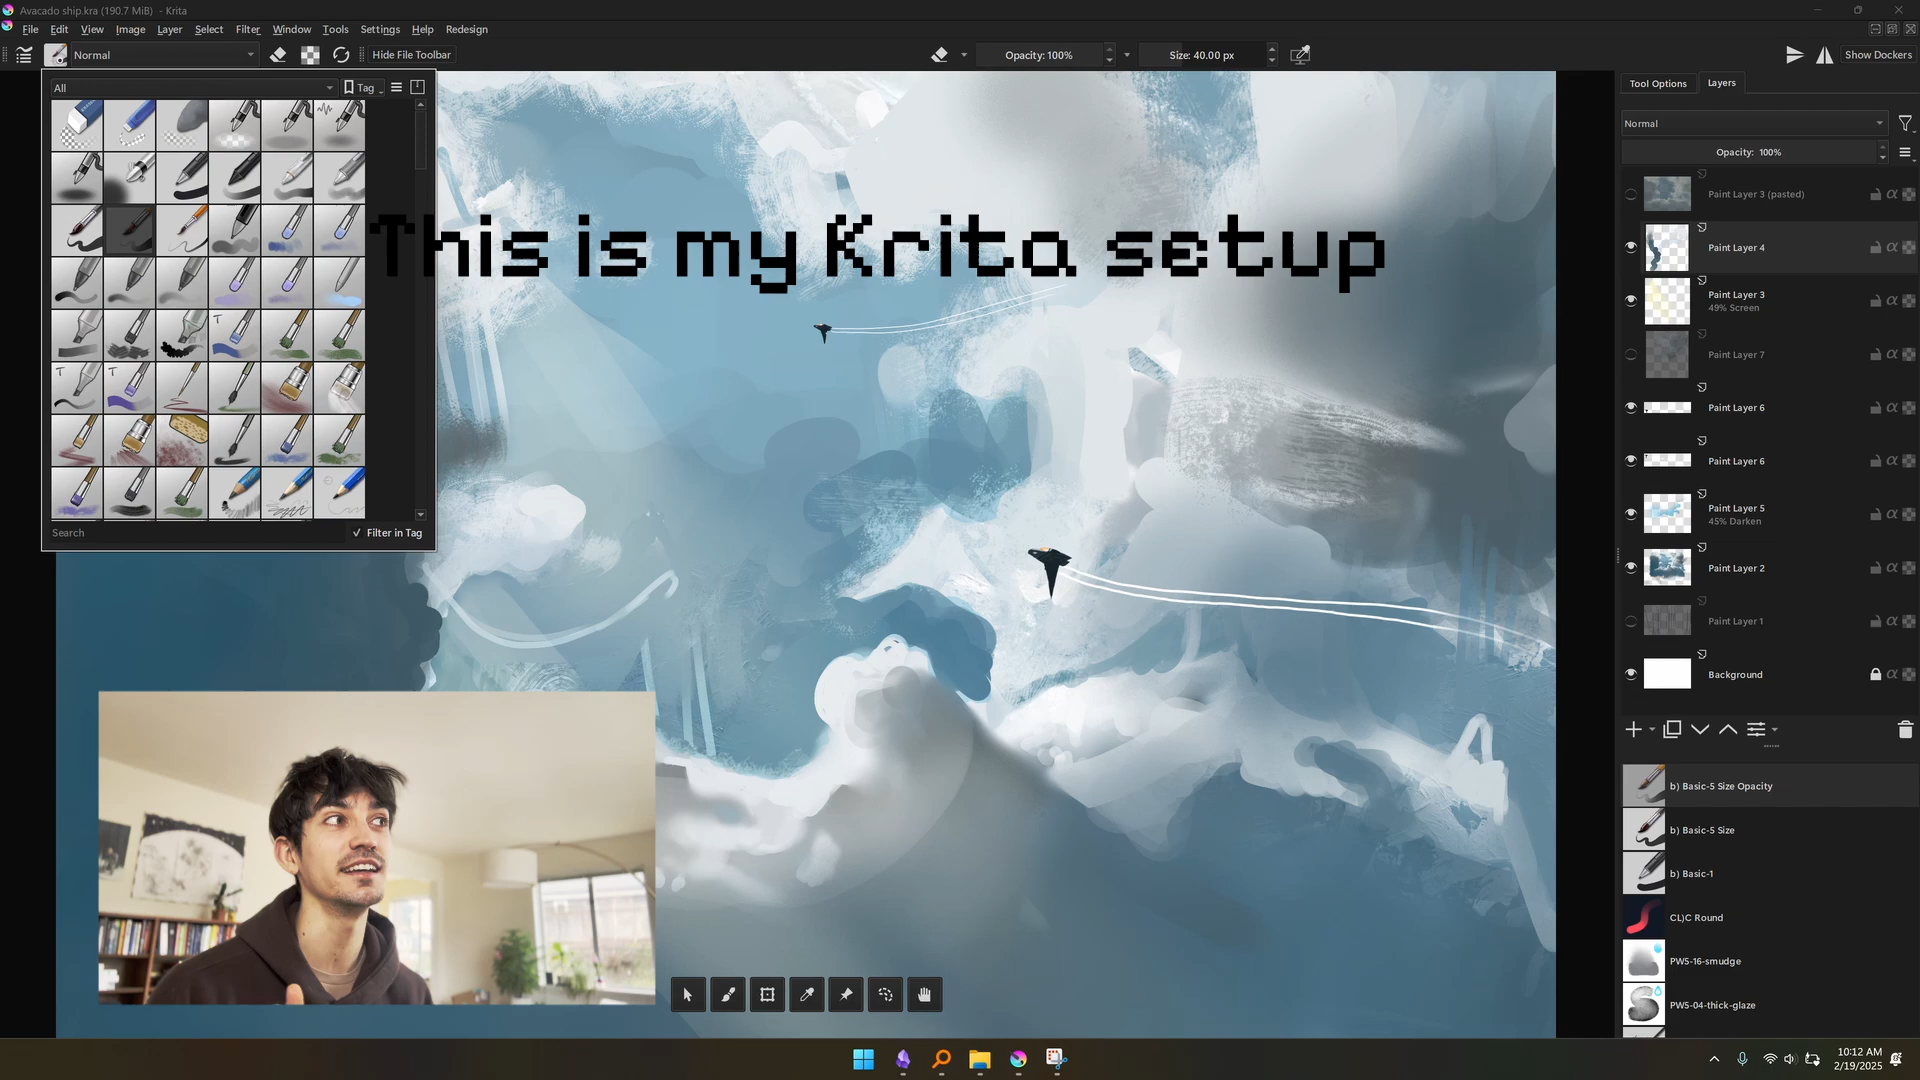 Avacado ship.kra (190.7 MiB) - Krita
File Edit View Image Layer Select Filter Window Tools Settings Help Redesign
Normal Hide File Toolbar Opacity: 100% Size: 40.00 px Show Dockers
All Tag
T
T T
Search Filter in Tag
This is my Krita setup
Tool Options Layers
Normal
Opacity: 100%
Paint Layer 3 (pasted)
Paint Layer 4
Paint Layer 3
49% Screen
Paint Layer 7
Paint Layer 6
Paint Layer 6
Paint Layer 5
45% Darken
Paint Layer 2
Paint Layer 1
Background
b) Basic-5 Size Opacity
b) Basic-5 Size
b) Basic-1
CL)C Round
PW5-16-smudge
PW5-04-thick-glaze
10:12 AM
2/19/2025